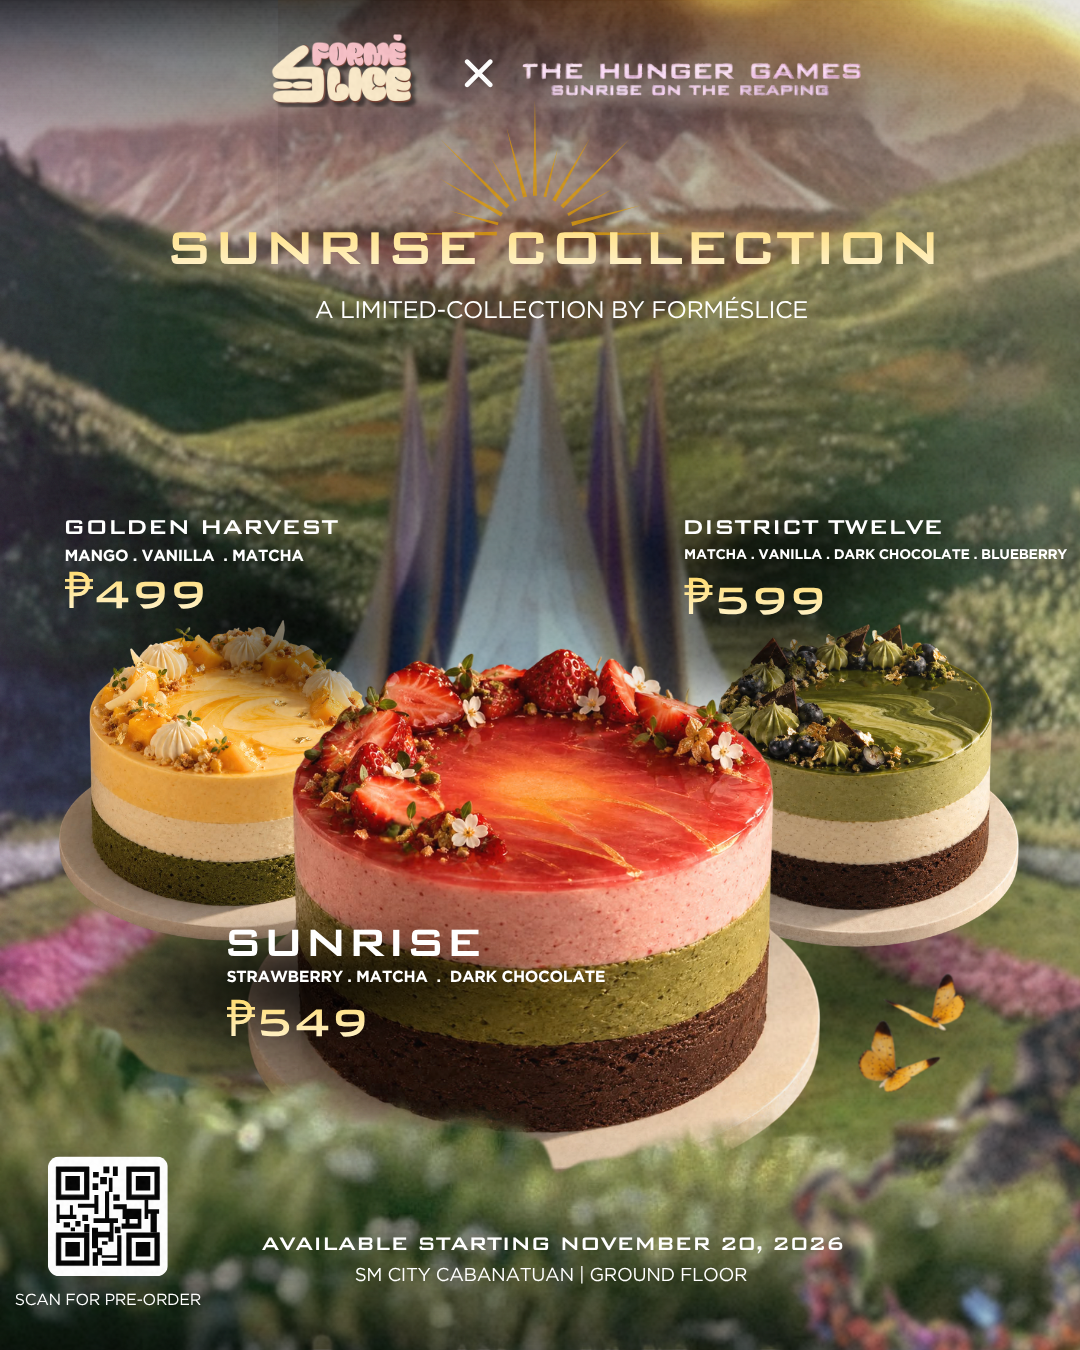 FORMÉ
SLICE
X
THE HUNGER GAMES
SUNRISE ON THE REAPING
SUNRISE COLLECTION
A LIMITED-COLLECTION BY FORMÉSLICE
GOLDEN HARVEST
MANGO . VANILLA . MATCHA
₱499
DISTRICT TWELVE
MATCHA . VANILLA . DARK CHOCOLATE . BLUEBERRY
₱599
SUNRISE
STRAWBERRY . MATCHA . DARK CHOCOLATE
₱549
AVAILABLE STARTING NOVEMBER 20, 2026
SM CITY CABANATUAN | GROUND FLOOR
SCAN FOR PRE-ORDER